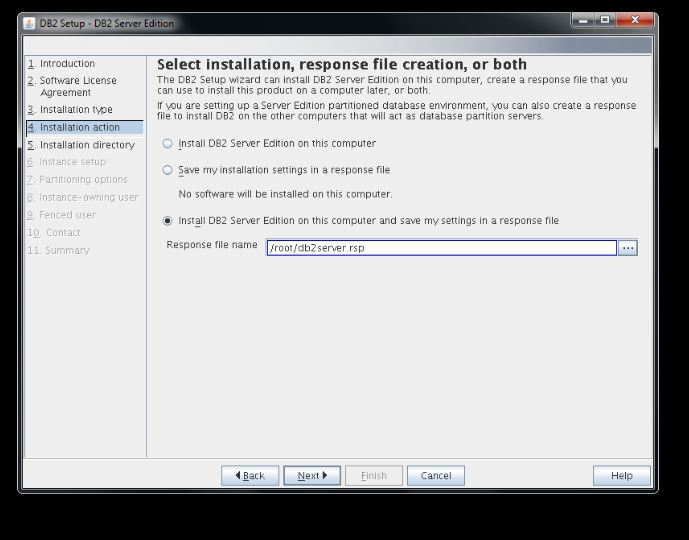 DB2 Setup - DB2 Server Edition
1. Introduction
2. Software License
Agreement
3. Installation type
4. Installation action
5. Installation directory
6. Instance setup
7. Partitioning options
8. Instance-owning user
9. Fenced user
10. Contact
11. Summary
Select installation, response file creation, or both
The DB2 Setup wizard can install DB2 Server Edition on this computer, create a response file that you
can use to install this product on a computer later, or both.
If you are setting up a Server Edition partitioned database environment, you can also create a response
file to install DB2 on the other computers that will act as database partition servers.
Install DB2 Server Edition on this computer
Save my installation settings in a response file
No software will be installed on this computer.
Install DB2 Server Edition on this computer and save my settings in a response file
Response file name /root/db2server.rsp ...
Back Next Finish Cancel Help